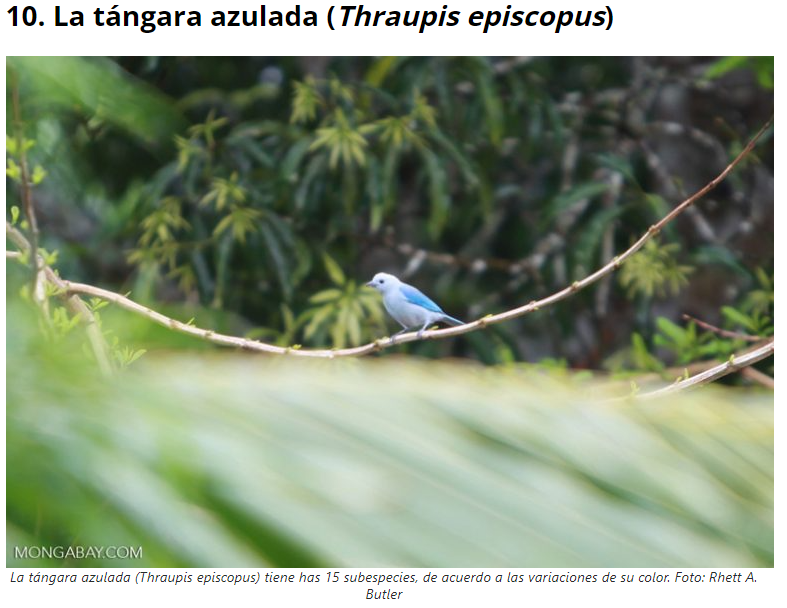 10. La tángara azulada (Thraupis episcopus)
MONGABAY.COM
La tángara azulada (Thraupis episcopus) tiene has 15 subespecies, de acuerdo a las variaciones de su color. Foto: Rhett A.
Butler